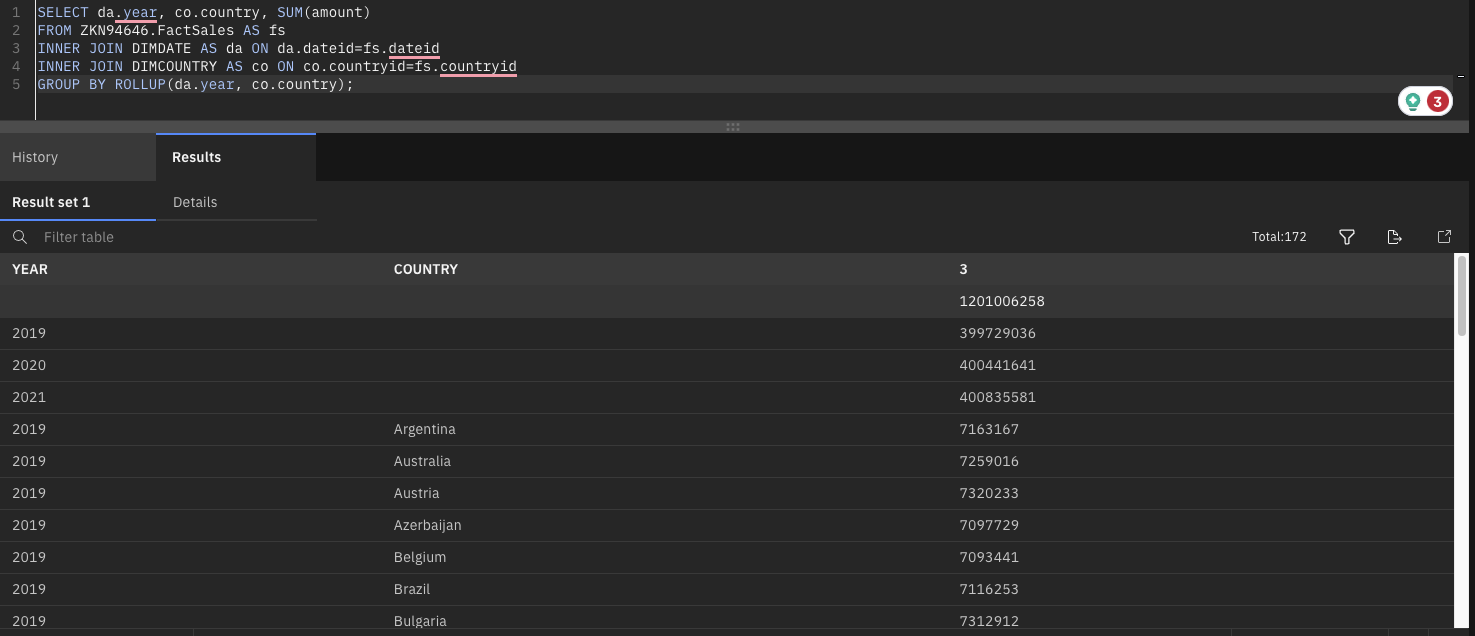 1 SELECT da.year, co.country, SUM(amount)
2 FROM ZKN94646.FactSales AS fs
3 INNER JOIN DIMDATE AS da ON da.dateid=fs.dateid
4 INNER JOIN DIMCOUNTRY AS co ON co.countryid=fs.countryid
5 GROUP BY ROLLUP(da.year, co.country);
3
History Results
Result set 1 Details
Filter table Total:172
YEAR COUNTRY 3
1201006258
2019 399729036
2020 400441641
2021 400835581
2019 Argentina 7163167
2019 Australia 7259016
2019 Austria 7320233
2019 Azerbaijan 7097729
2019 Belgium 7093441
2019 Brazil 7116253
2019 Bulgaria 7312912